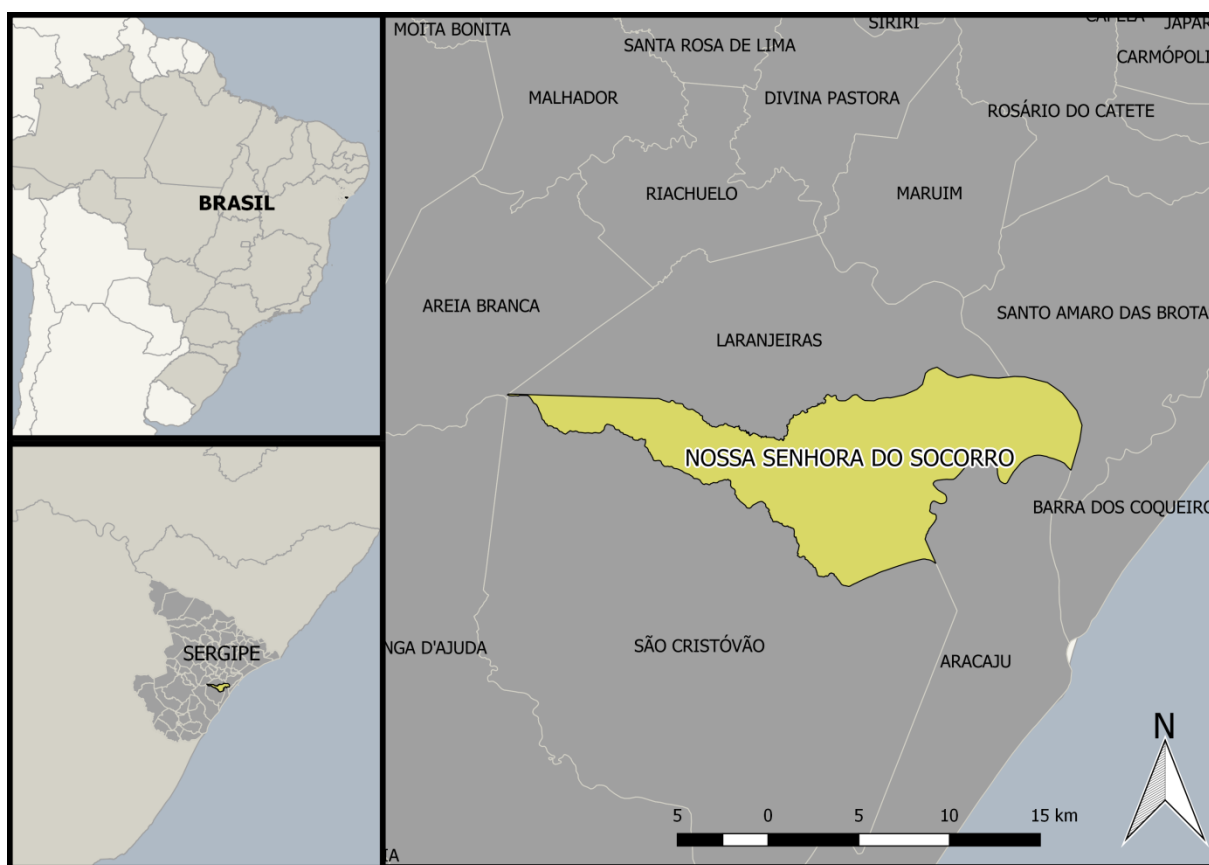 BRASIL
SERGIPE
MOITA BONITA
SIRIRI
SANTA ROSA DE LIMA
CARMÓPOLI
MALHADOR
DIVINA PASTORA
ROSÁRIO DO CATETE
RIACHUELO
MARUIM
AREIA BRANCA
SANTO AMARO DAS BROTA
LARANJEIRAS
NOSSA SENHORA DO SOCORRO
BARRA DOS COQUEIRO
NGA D'AJUDA
SÃO CRISTÓVÃO
ARACAJU
N
5 0 5 10 15 km
IA